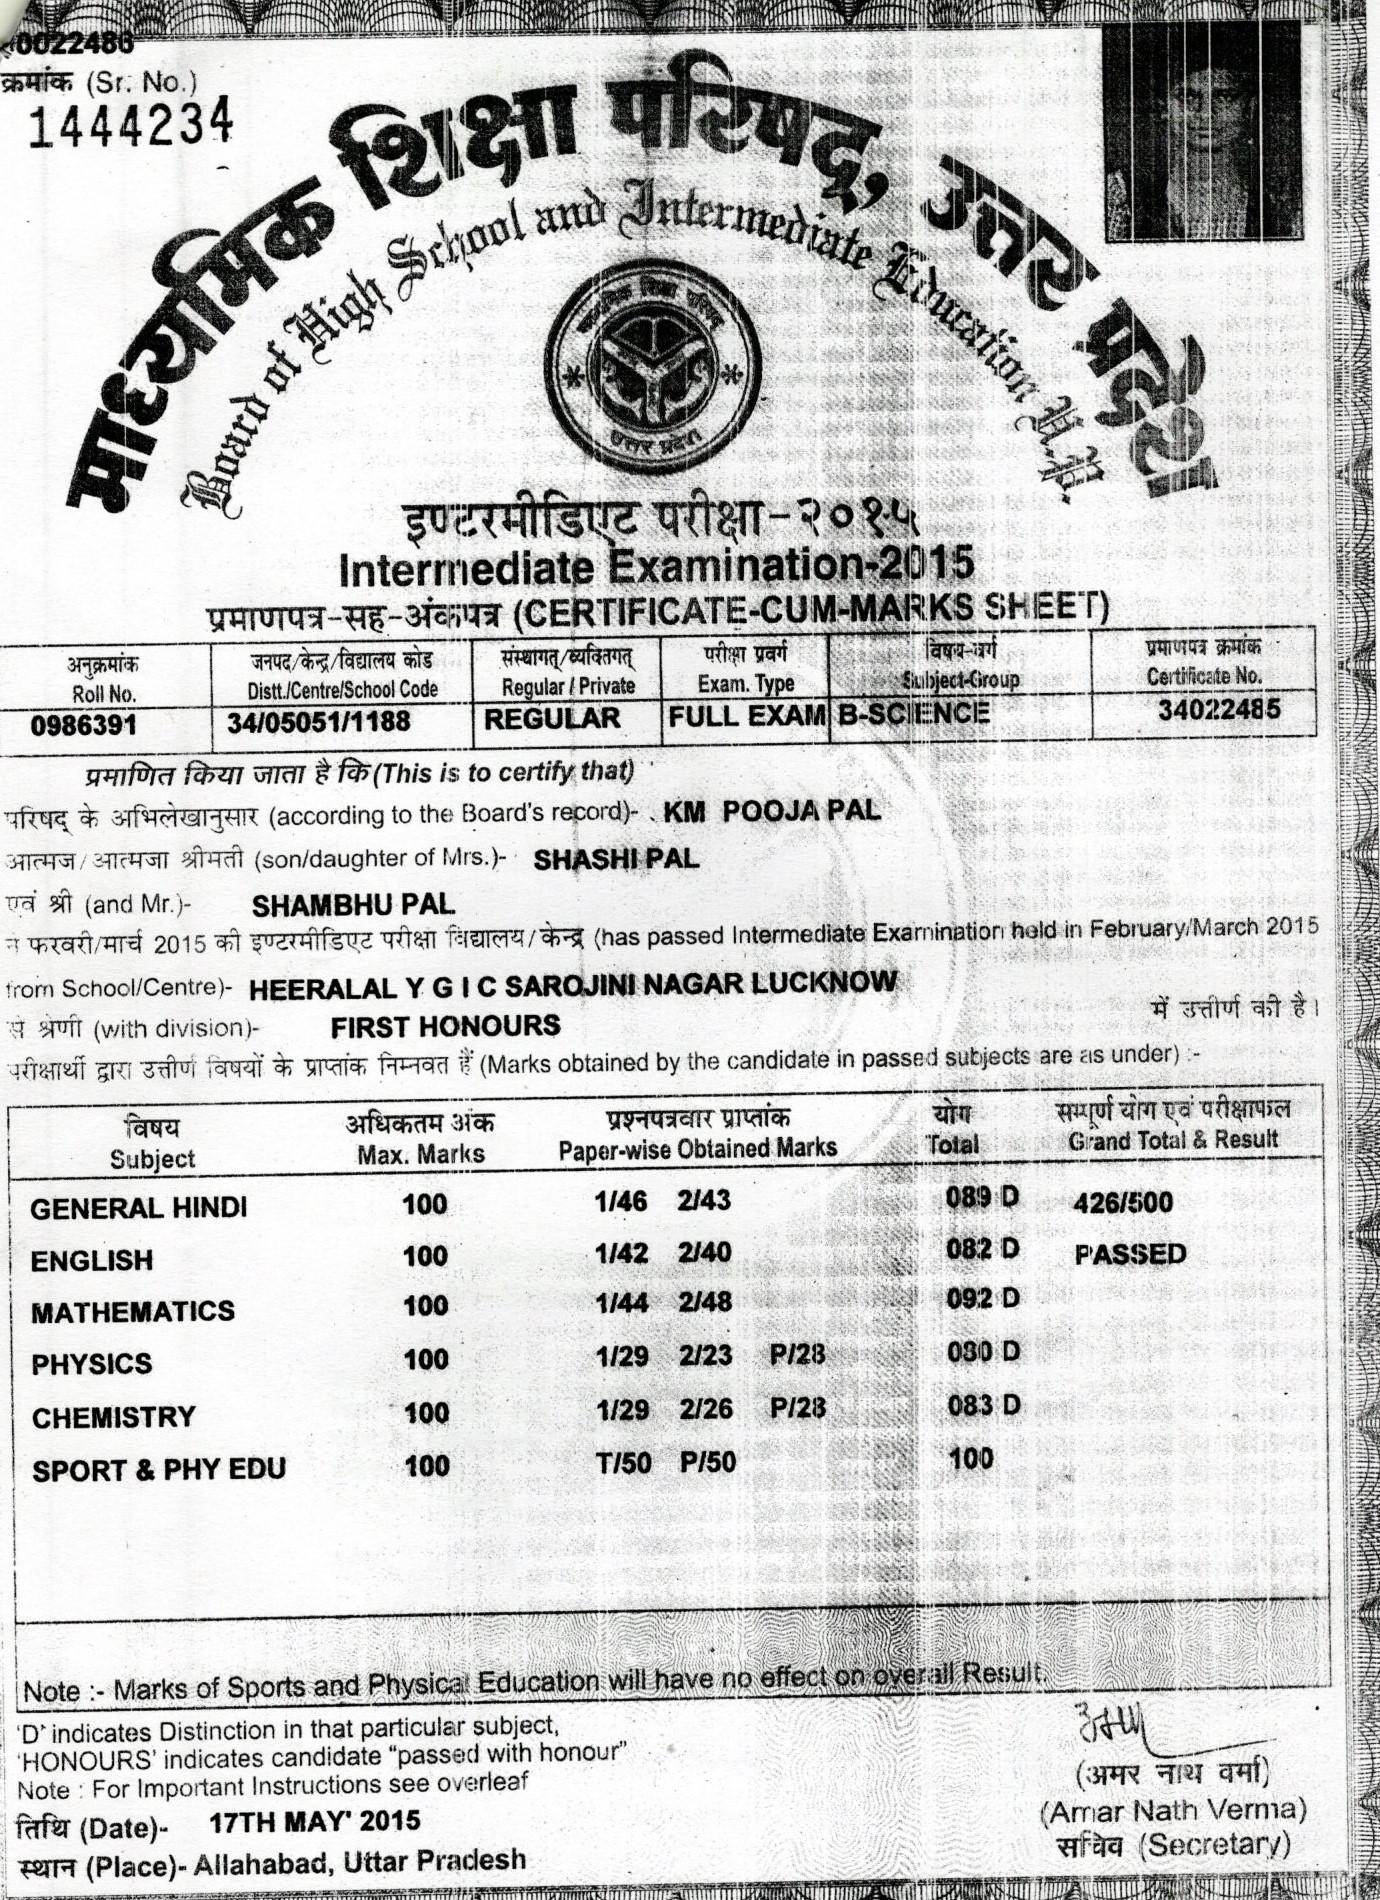 0022486
क्रमांक (Sr. No.)
1444234
माध्यमिक शिक्षा परिषद्, उत्तर प्रदेश
Board of High School and Intermediate Education U.P.
माध्यमिक शिक्षा परिषद्
उत्तर प्रदेश
इण्टरमीडिएट परीक्षा-२०१५
Intermediate Examination-2015
प्रमाणपत्र-सह-अंकपत्र (CERTIFICATE-CUM-MARKS SHEET)
अनुक्रमांक जनपद/केन्द्र/विद्यालय कोड संस्थागत्/व्यक्तिगत् परीक्षा प्रवर्ग विषय-वर्ग प्रमाणपत्र क्रमांक
Roll No. Distt./Centre/School Code Regular / Private Exam. Type Subject-Group Certificate No.
0986391 34/05051/1188 REGULAR FULL EXAM B-SCIENCE 34022485
प्रमाणित किया जाता है कि (This is to certify that)
परिषद् के अभिलेखानुसार (according to the Board's record)- KM POOJA PAL
आत्मज/आत्मजा श्रीमती (son/daughter of Mrs.)- SHASHI PAL
एवं श्री (and Mr.)- SHAMBHU PAL
ने फरवरी/मार्च 2015 की इण्टरमीडिएट परीक्षा विद्यालय/केन्द्र (has passed Intermediate Examination held in February/March 2015
from School/Centre)- HEERALAL Y G I C SAROJINI NAGAR LUCKNOW
से श्रेणी (with division)- FIRST HONOURS में उत्तीर्ण की है।
परीक्षार्थी द्वारा उत्तीर्ण विषयों के प्राप्तांक निम्नवत हैं (Marks obtained by the candidate in passed subjects are as under) :-
विषय अधिकतम अंक प्रश्नपत्रवार प्राप्तांक योग सम्पूर्ण योग एवं परीक्षाफल
Subject Max. Marks Paper-wise Obtained Marks Total Grand Total & Result
GENERAL HINDI 100 1/46 2/43 089 D 426/500
ENGLISH 100 1/42 2/40 082 D PASSED
MATHEMATICS 100 1/44 2/48 092 D
PHYSICS 100 1/29 2/23 P/28 080 D
CHEMISTRY 100 1/29 2/26 P/28 083 D
SPORT & PHY EDU 100 T/50 P/50 100
Note :- Marks of Sports and Physical Education will have no effect on overall Result.
'D' indicates Distinction in that particular subject,
'HONOURS' indicates candidate "passed with honour"
Note : For Important Instructions see overleaf
तिथि (Date)- 17TH MAY' 2015
स्थान (Place)- Allahabad, Uttar Pradesh
(अमर नाथ वर्मा)
(Amar Nath Verma)
सचिव (Secretary)